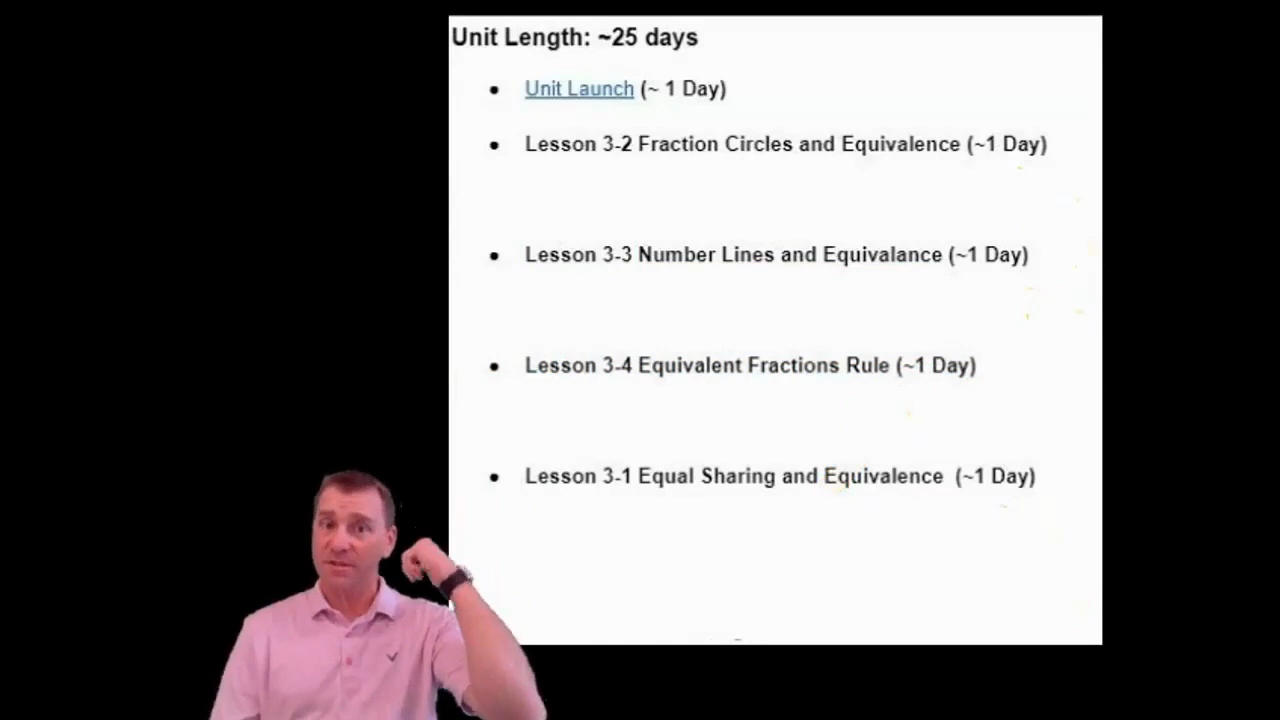 Unit Length: ~25 days
Unit Launch (~ 1 Day)
Lesson 3-2 Fraction Circles and Equivalence (~1 Day)
Lesson 3-3 Number Lines and Equivalance (~1 Day)
Lesson 3-4 Equivalent Fractions Rule (~1 Day)
Lesson 3-1 Equal Sharing and Equivalence (~1 Day)